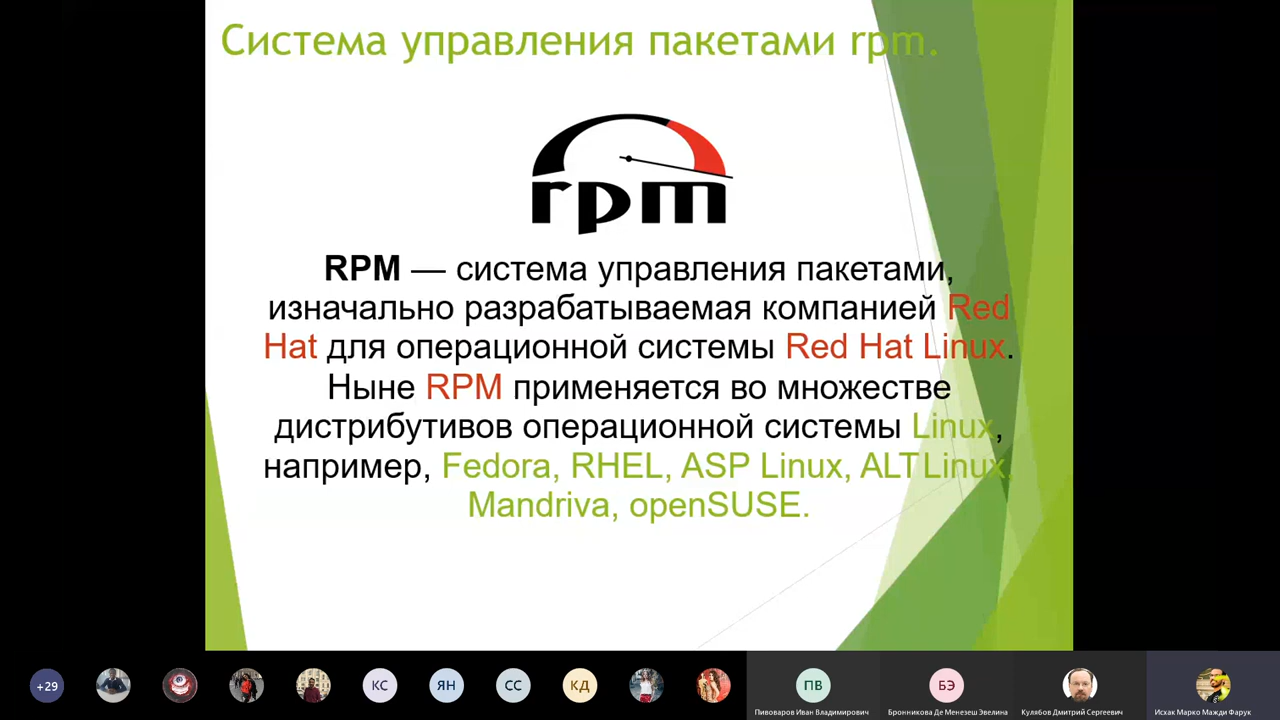 Система управления пакетами rpm.
rpm
RPM — система управления пакетами,
изначально разрабатываемая компанией Red
Hat для операционной системы Red Hat Linux.
Ныне RPM применяется во множестве
дистрибутивов операционной системы Linux,
например, Fedora, RHEL, ASP Linux, ALT Linux,
Mandriva, openSUSE.
+29
КС
ЯН
СС
КД
ПВ
БЭ
Пивоваров Иван Владимирович
Бронникова Де Менезеш Эвелина
Кулябов Дмитрий Сергеевич
Исхак Марко Мажди Фарук